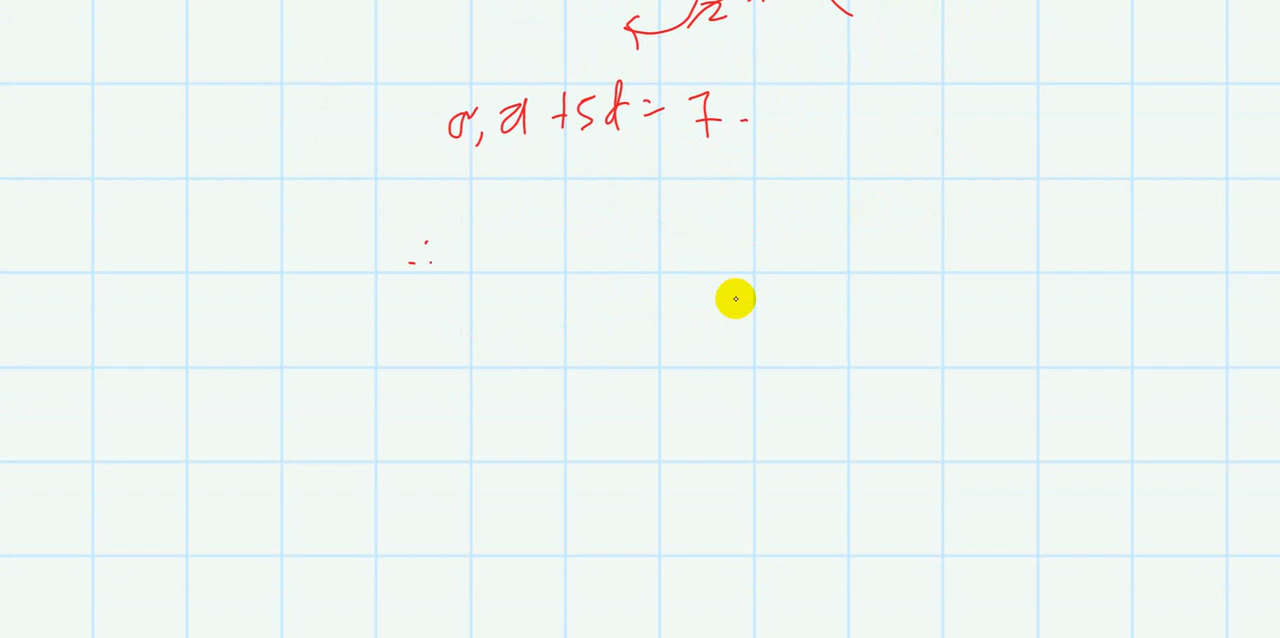 or, a + 5d = 7.
∴